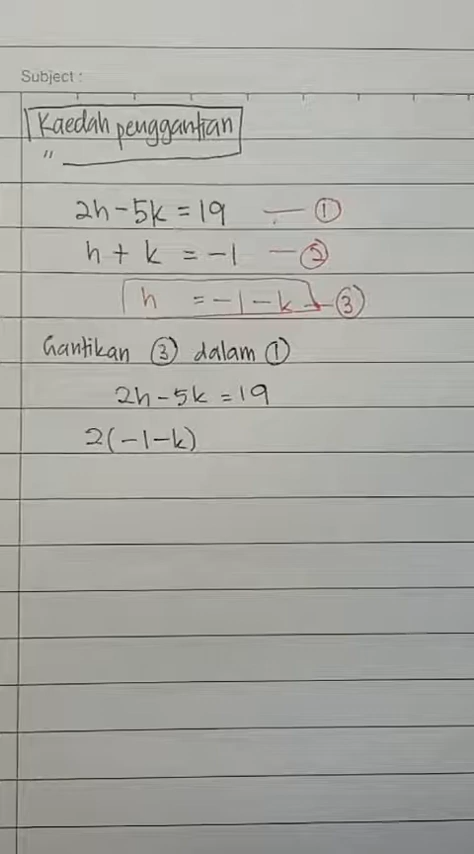 Subject :
Kaedah penggantian
"
2h - 5k = 19 — ①
h + k = -1 — ②
h = -1 - k — ③
Gantikan ③ dalam ①
2h - 5k = 19
2(-1-k)